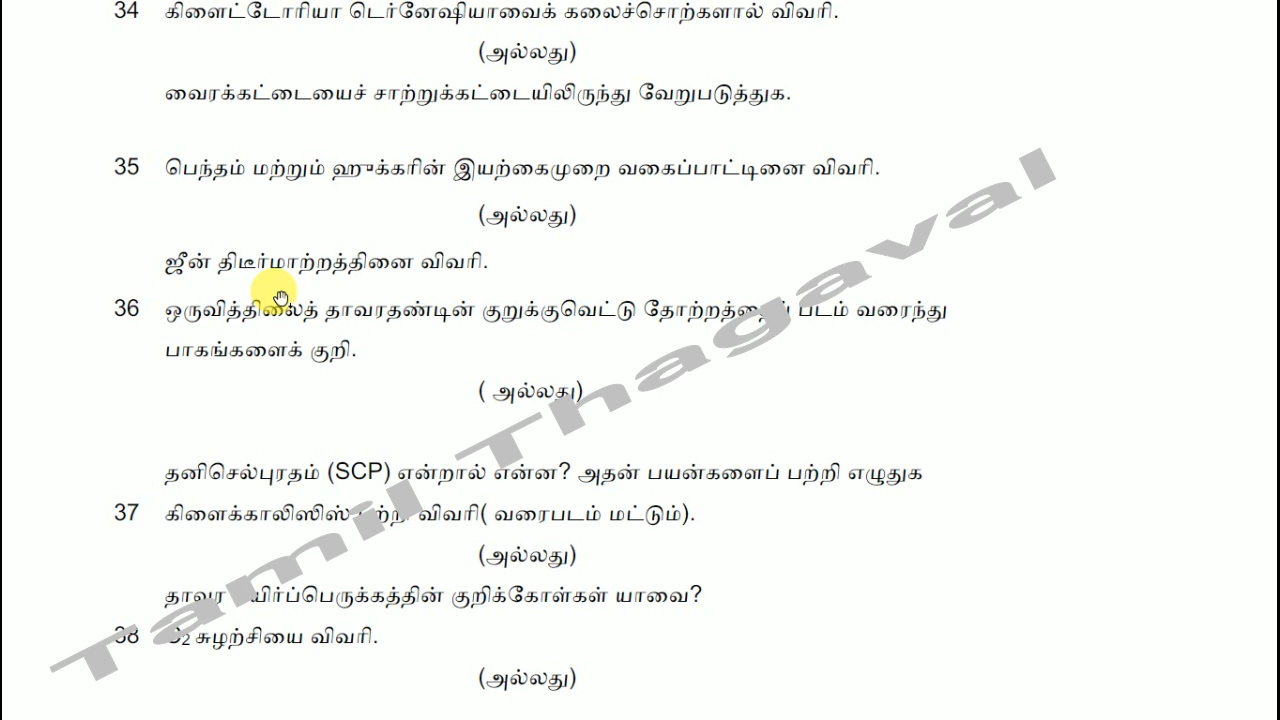 34 கிளைட்டோரியா டெர்னேஷியாவைக் கலைச்சொற்களால் விவரி.
(அல்லது)
வைரக்கட்டையைச் சாற்றுக்கட்டையிலிருந்து வேறுபடுத்துக.
35 பெந்தம் மற்றும் ஹுக்கரின் இயற்கைமுறை வகைப்பாட்டினை விவரி.
(அல்லது)
ஜீன் திடீர்மாற்றத்தினை விவரி.
36 ஒருவித்திலைத் தாவரதண்டின் குறுக்குவெட்டு தோற்றத்தைப் படம் வரைந்து
பாகங்களைக் குறி.
( அல்லது)
தனிசெல்புரதம் (SCP) என்றால் என்ன? அதன் பயன்களைப் பற்றி எழுதுக
37 கிளைக்காலிஸிஸ் பற்றி விவரி( வரைபடம் மட்டும்).
(அல்லது)
தாவர குறிக்கோள்கள் யாவை?
38 சுழற்சியை விவரி.
(அல்லது)
Tamil Thagaval